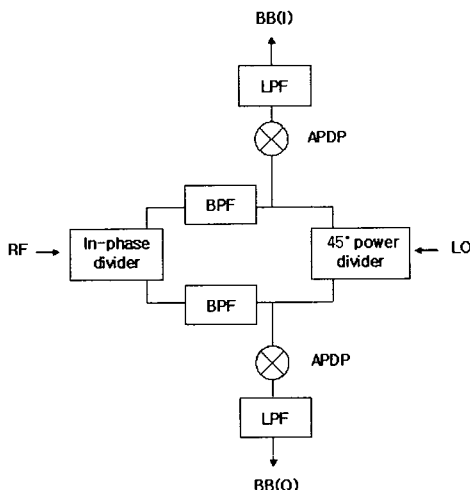 BB(I)
LPF
APDP
BPF
RF
In-phase
divider
45° power
divider
LO
BPF
APDP
LPF
BB(Q)